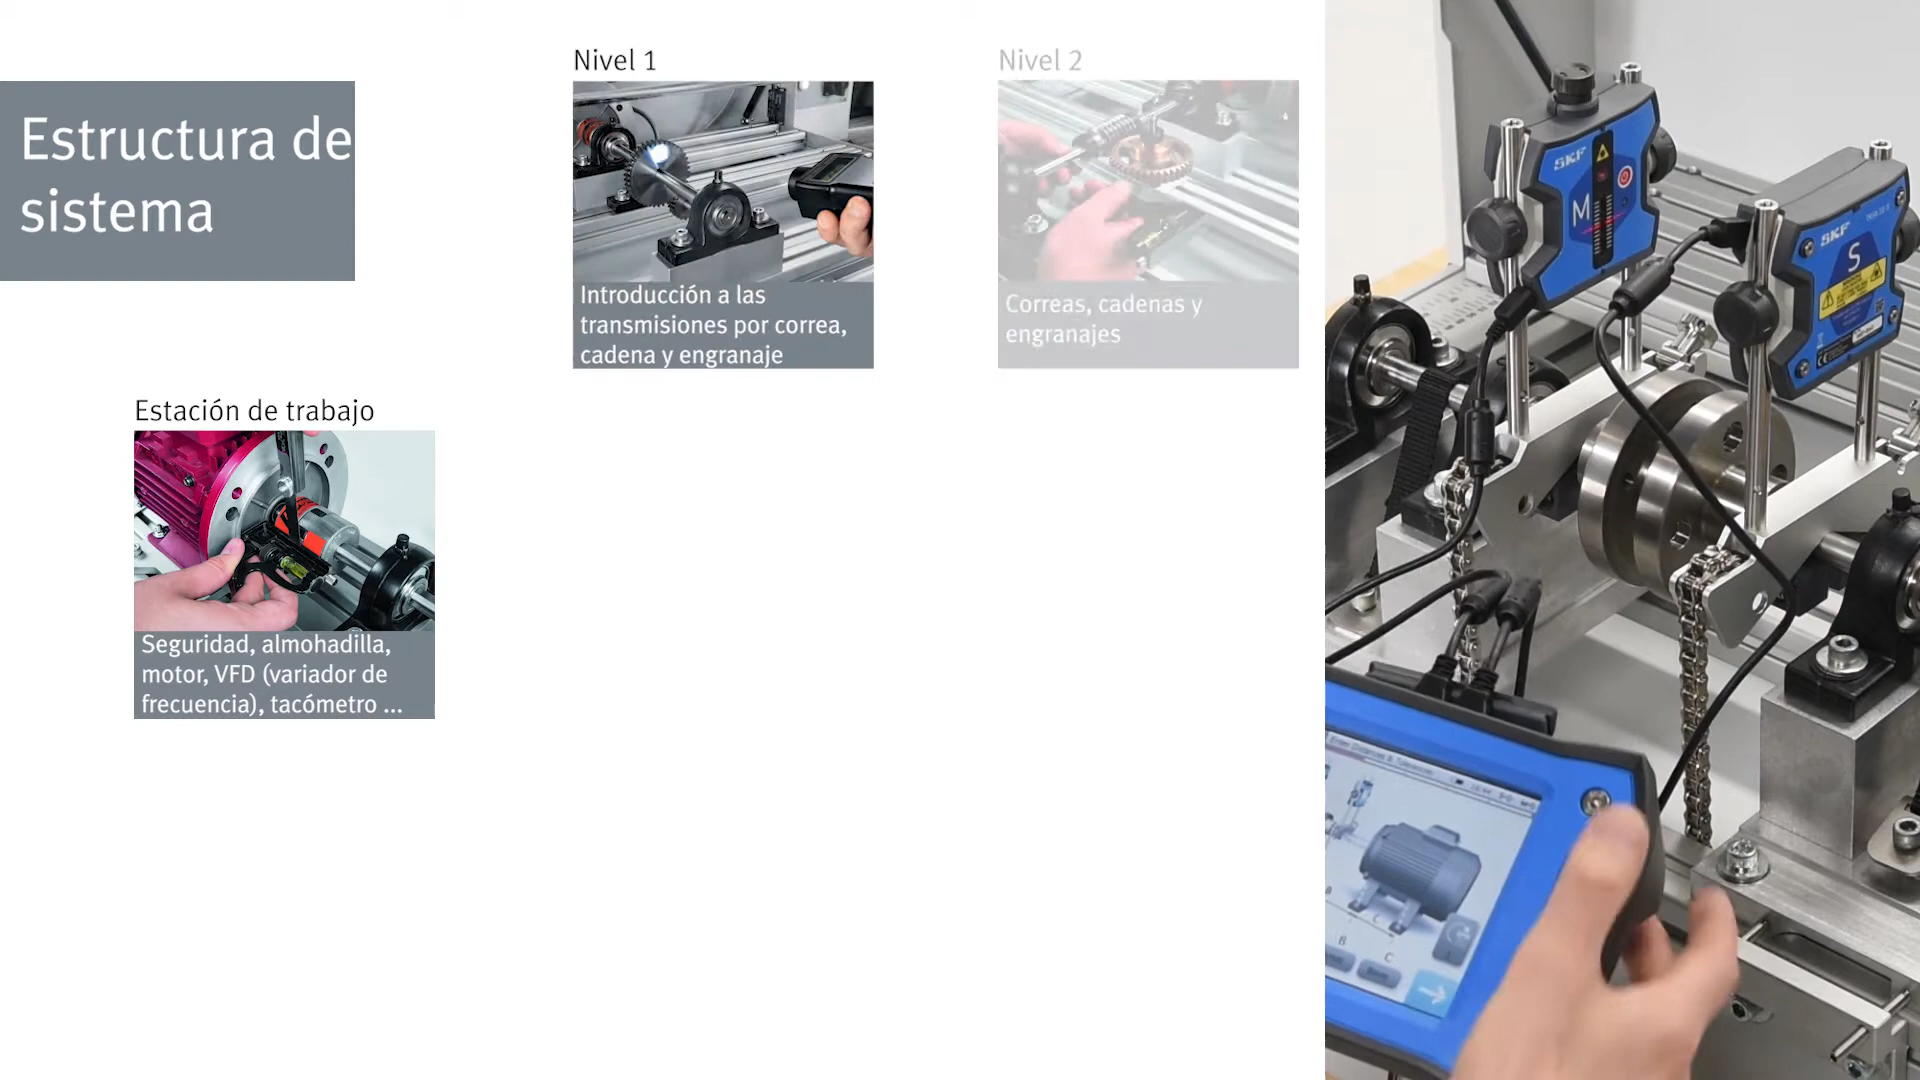 Estructura de
sistema
Nivel 1
Introducción a las
transmisiones por correa,
cadena y engranaje
Nivel 2
Correas, cadenas y
engranajes
Estación de trabajo
Seguridad, almohadilla,
motor, VFD (variador de
frecuencia), tacómetro ...
SKF
M
SKF
S
B
C